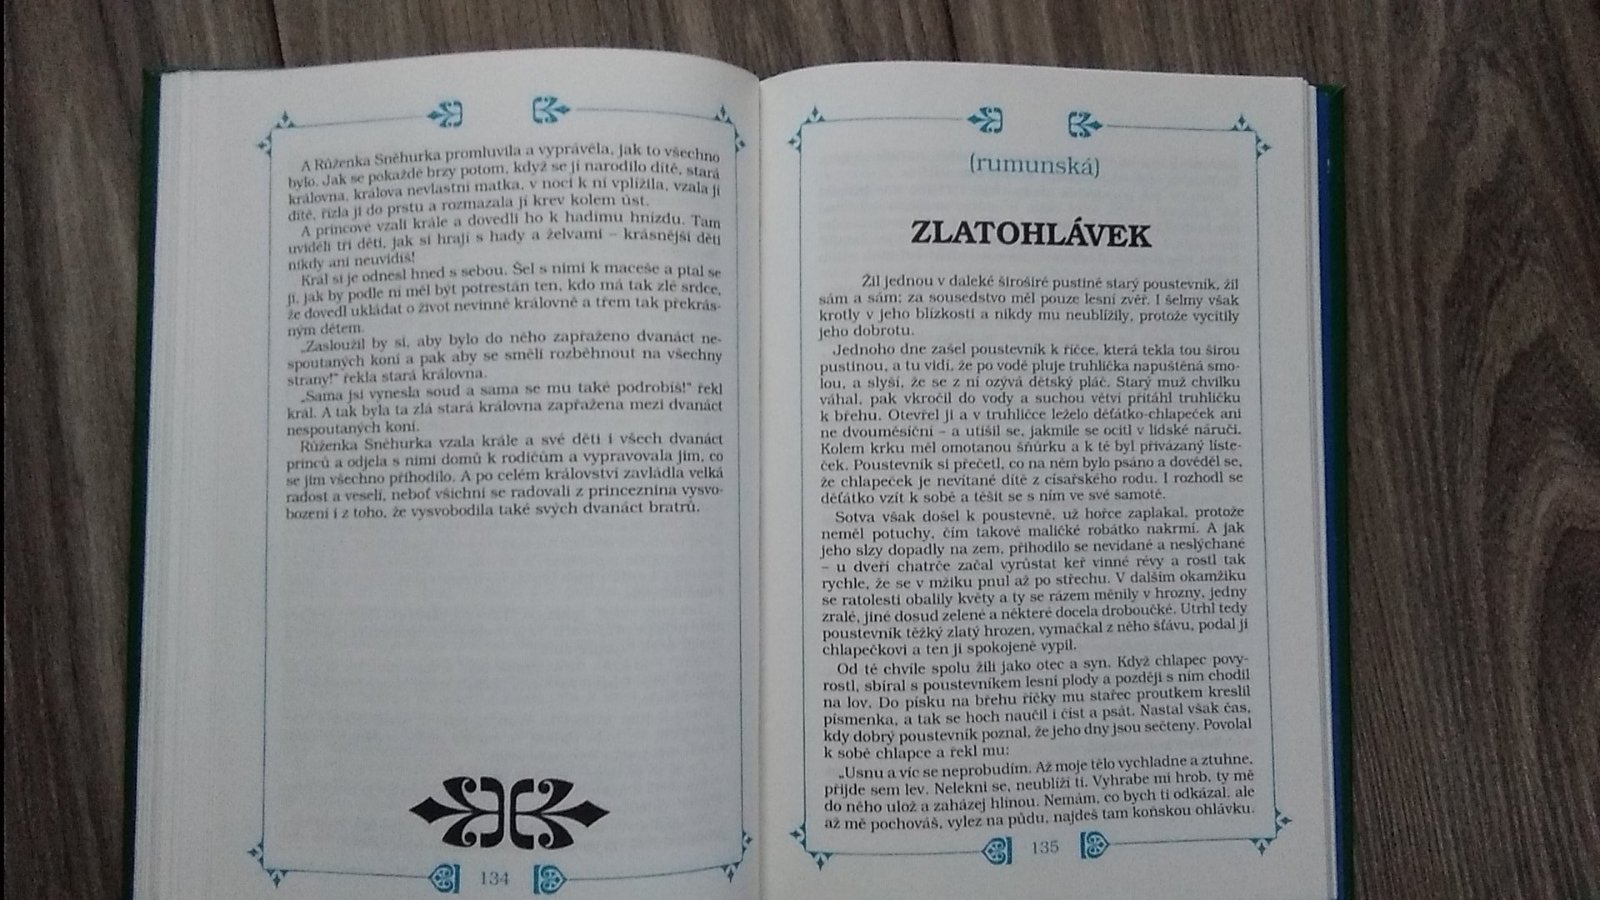 A Růženka Sněhurka promluvila a vyprávěla, jak to všechno
bylo. Jak se pokaždé brzy potom, když se jí narodilo dítě, stará
královna, králova nevlastní matka, v noci k ní vplížila, vzala jí
dítě, řízla ji do prstu a rozmazala jí krev kolem úst.
A princové vzali krále a dovedli ho k hadímu hnízdu. Tam
uviděli tři děti, jak si hrají s hady a želvami – krásnější děti
nikdy ani neuvidíš!
Král si je odnesl hned s sebou. Šel s nimi k maceše a ptal se
jí, jak by podle ní měl být potrestán ten, kdo má tak zlé srdce,
že dovedl ukládat o život nevinné královně a třem tak překrás-
ným dětem.
„Zasloužil by si, aby bylo do něho zapřaženo dvanáct ne-
spoutaných koní a pak aby se směli rozběhnout na všechny
strany!“ řekla stará královna.
„Sama jsi vynesla soud a sama se mu také podrobíš!“ řekl
král. A tak byla ta zlá stará královna zapřažena mezi dvanáct
nespoutaných koní.
Růženka Sněhurka vzala krále a své děti i všech dvanáct
princů a odjela s nimi domů k rodičům a vypravovala jim, co
se jim všechno přihodilo. A po celém království zavládla velká
radost a veselí, neboť všichni se radovali z princeznina vysvo-
bození i z toho, že vysvobodila také svých dvanáct bratrů.
134
(rumunská)
ZLATOHLÁVEK
Žil jednou v daleké široširé pustině starý poustevník, žil
sám a sám; za sousedstvo měl pouze lesní zvěř. I šelmy však
krotly v jeho blízkosti a nikdy mu neublížily, protože vycítily
jeho dobrotu.
Jednoho dne zašel poustevník k říčce, která tekla tou širou
pustinou, a tu vidí, že po vodě pluje truhlička napuštěná smo-
lou, a slyší, že se z ní ozývá dětský pláč. Starý muž chvilku
váhal, pak vkročil do vody a suchou větví přitáhl truhličku
k břehu. Otevřel ji a v truhličce leželo děťátko-chlapeček ani
ne dvouměsíční – a utišil se, jakmile se ocitl v lidské náruči.
Kolem krku měl omotanou šňůrku a k té byl přivázaný líste-
ček. Poustevník si přečetl, co na něm bylo psáno a dověděl se,
že chlapeček je nevítané dítě z císařského rodu. I rozhodl se
děťátko vzít k sobě a těšit se s ním ve své samotě.
Sotva však došel k poustevně, už hořce zaplakal, protože
neměl potuchy, čím takové maličké robátko nakrmí. A jak
jeho slzy dopadly na zem, přihodilo se nevídané a neslýchané
– u dveří chatrče začal vyrůstat keř vinné révy a rostl tak
rychle, že se v mžiku pnul až po střechu. V dalším okamžiku
se ratolesti obalily květy a ty se rázem měnily v hrozny, jedny
zralé, jiné dosud zelené a některé docela droboučké. Utrhl tedy
poustevník těžký zlatý hrozen, vymačkal z něho šťávu, podal ji
chlapečkovi a ten ji spokojeně vypil.
Od té chvíle spolu žili jako otec a syn. Když chlapec povy-
rostl, sbíral s poustevníkem lesní plody a později s ním chodil
na lov. Do písku na břehu říčky mu stařec proutkem kreslil
písmenka, a tak se hoch naučil i číst a psát. Nastal však čas,
kdy dobrý poustevník poznal, že jeho dny jsou sečteny. Povolal
k sobě chlapce a řekl mu:
„Usnu a víc se neprobudím. Až moje tělo vychladne a ztuhne,
přijde sem lev. Nelekni se, neublíží ti. Vyhrabe mi hrob, ty mě
do něho ulož a zaházej hlínou. Nemám, co bych ti odkázal, ale
až mě pochováš, vylez na půdu, najdeš tam koňskou ohlávku.
135